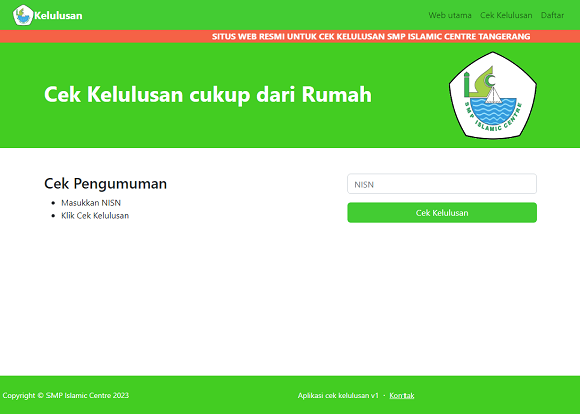 Kelulusan
Web utama Cek Kelulusan Daftar
SITUS WEB RESMI UNTUK CEK KELULUSAN SMP ISLAMIC CENTRE TANGERANG
Cek Kelulusan cukup dari Rumah
SMP ISLAMIC CENTRE
Cek Pengumuman
Masukkan NISN
Klik Cek Kelulusan
NISN
Cek Kelulusan
Copyright © SMP Islamic Centre 2023
Aplikasi cek kelulusan v1 · Kontak